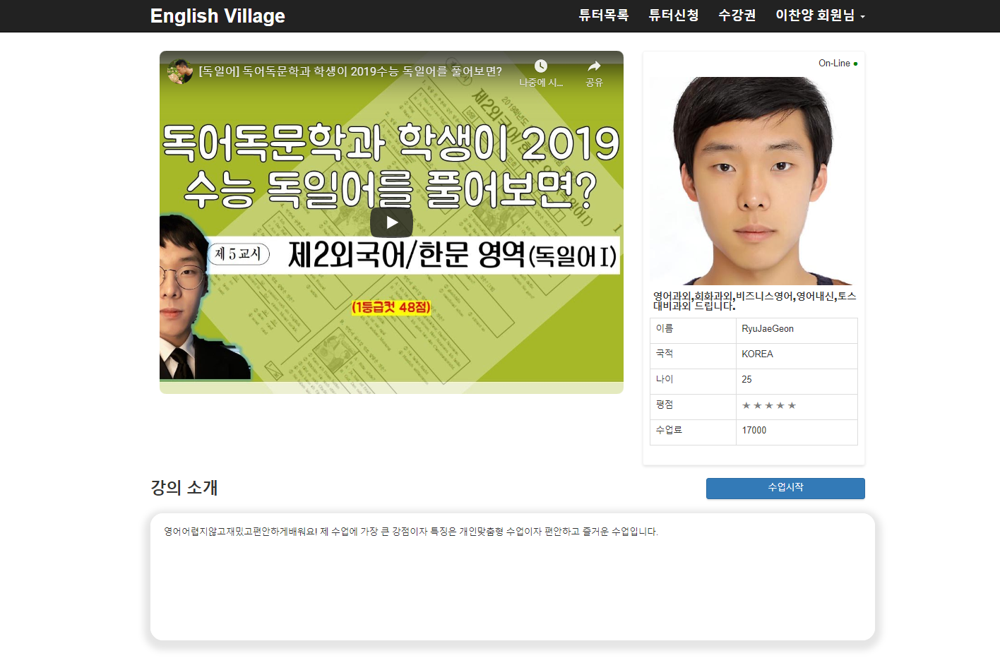 English Village
튜터목록 튜터신청 수강권 이찬양 회원님
[독일어] 독어독문학과 학생이 2019수능 독일어를 풀어보면?
나중에 시...
공유
독어독문학과 학생이 2019
수능 독일어를 풀어보면?
제 5 교시
제2외국어/한문 영역(독일어 I)
(1등급컷 48점)
On-Line
영어과외,회화과외,비즈니스영어,영어내신,토스
대비과외 드립니다.
이름 RyuJaeGeon
국적 KOREA
나이 25
평점 ★ ★ ★ ★ ★
수업료 17000
강의 소개
수업시작
영어어렵지않고재밌고편안하게배워요! 제 수업에 가장 큰 강점이자 특징은 개인맞춤형 수업이자 편안하고 즐거운 수업입니다.